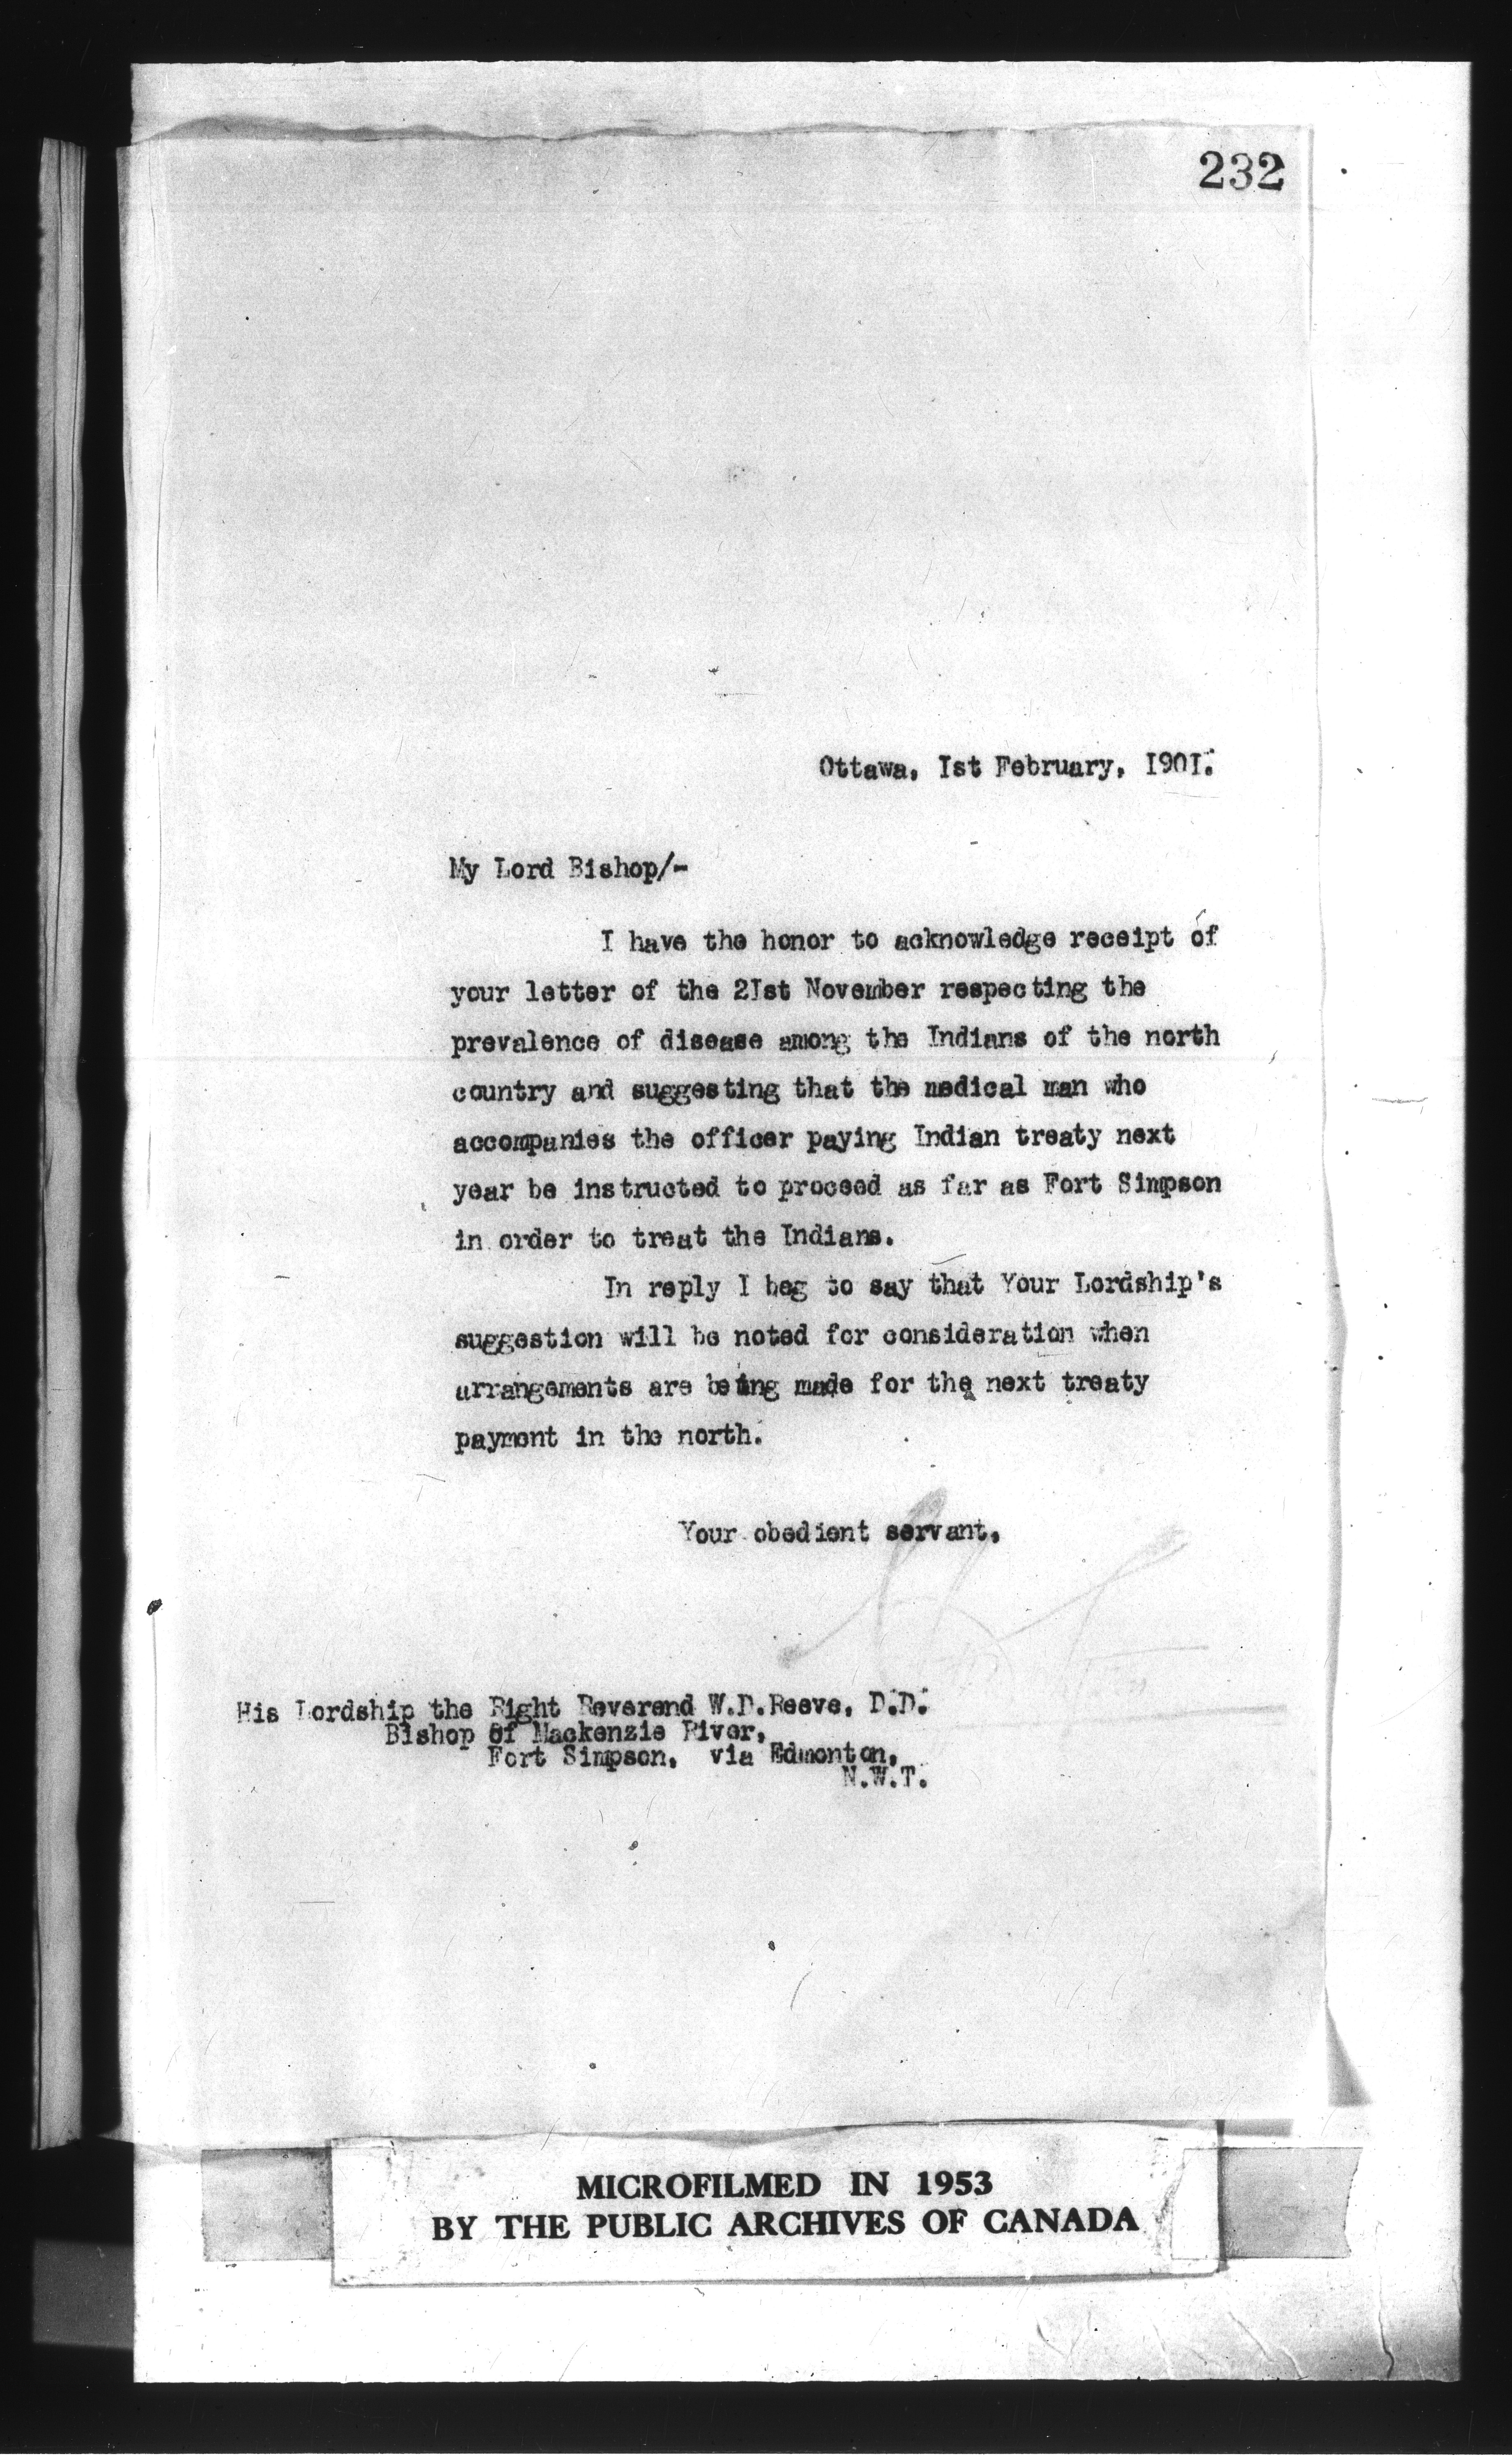 232
Ottawa, Ist February, I90I.
My Lord Bishop/-
I have the honor to acknowledge receipt of
your letter of the 2Ist November respecting the
prevalence of disease among the Indians of the north
country and suggesting that the medical man who
accompanies the officer paying Indian treaty next
year be instructed to proceed as far as Fort Simpson
in order to treat the Indians.
In reply I beg to say that Your Lordship's
suggestion will be noted for consideration when
arrangements are being made for the next treaty
payment in the north.
Your obedient servant,
His Lordship the Right Reverend W.D.Reeve, D.D.
Bishop of Mackenzie River,
Fort Simpson, via Edmonton,
N.W.T.
MICROFILMED IN 1953
BY THE PUBLIC ARCHIVES OF CANADA